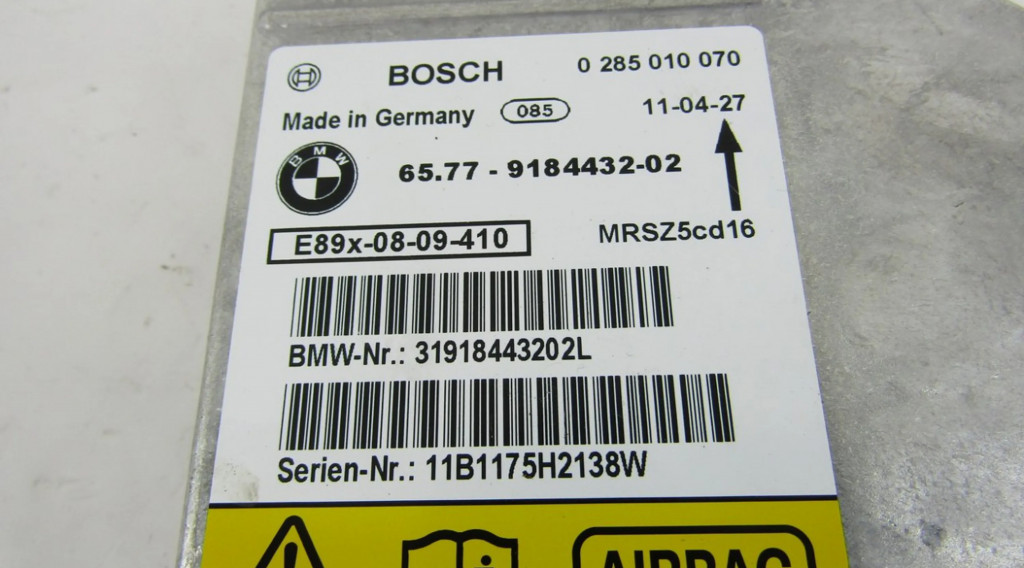 BOSCH 0 285 010 070
Made in Germany 085 11-04-27
BMW 65.77 - 9184432-02
E89x-08-09-410 MRSZ5cd16
BMW-Nr.: 31918443202L
Serien-Nr.: 11B1175H2138W
AIRBAG